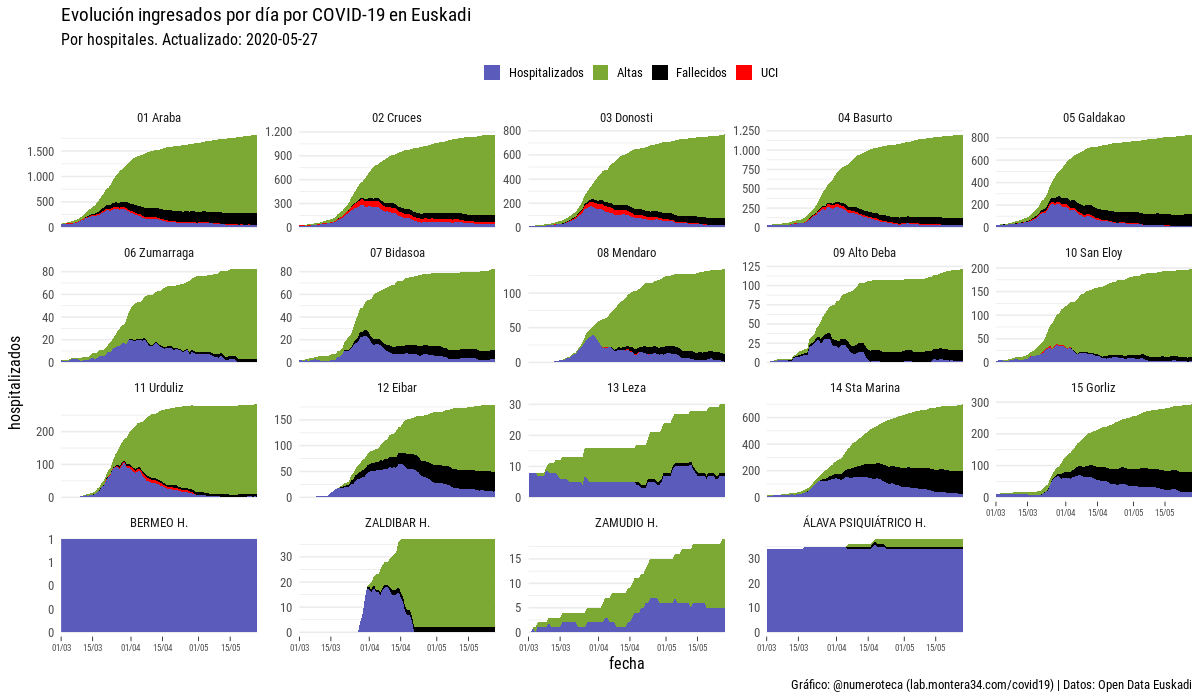 Evolución ingresados por día por COVID-19 en Euskadi
Por hospitales. Actualizado: 2020-05-27
Hospitalizados Altas Fallecidos UCI
hospitalizados
01 Araba
1.500
1.000
500
0
02 Cruces
1.200
900
600
300
0
03 Donosti
800
600
400
200
0
04 Basurto
1.250
1.000
750
500
250
0
05 Galdakao
800
600
400
200
0
06 Zumarraga
80
60
40
20
0
07 Bidasoa
80
60
40
20
0
08 Mendaro
100
50
0
09 Alto Deba
125
100
75
50
25
0
10 San Eloy
200
150
100
50
0
11 Urduliz
200
100
0
12 Eibar
150
100
50
0
13 Leza
30
20
10
0
14 Sta Marina
600
400
200
0
15 Gorliz
300
200
100
0
01/03 15/03 01/04 15/04 01/05 15/05
BERMEO H.
1
1
0
0
0
01/03 15/03 01/04 15/04 01/05 15/05
ZALDIBAR H.
30
20
10
0
01/03 15/03 01/04 15/04 01/05 15/05
ZAMUDIO H.
15
10
5
0
01/03 15/03 01/04 15/04 01/05 15/05
ÁLAVA PSIQUIÁTRICO H.
30
20
10
0
01/03 15/03 01/04 15/04 01/05 15/05
fecha
Gráfico: @numeroteca (lab.montera34.com/covid19) | Datos: Open Data Euskadi